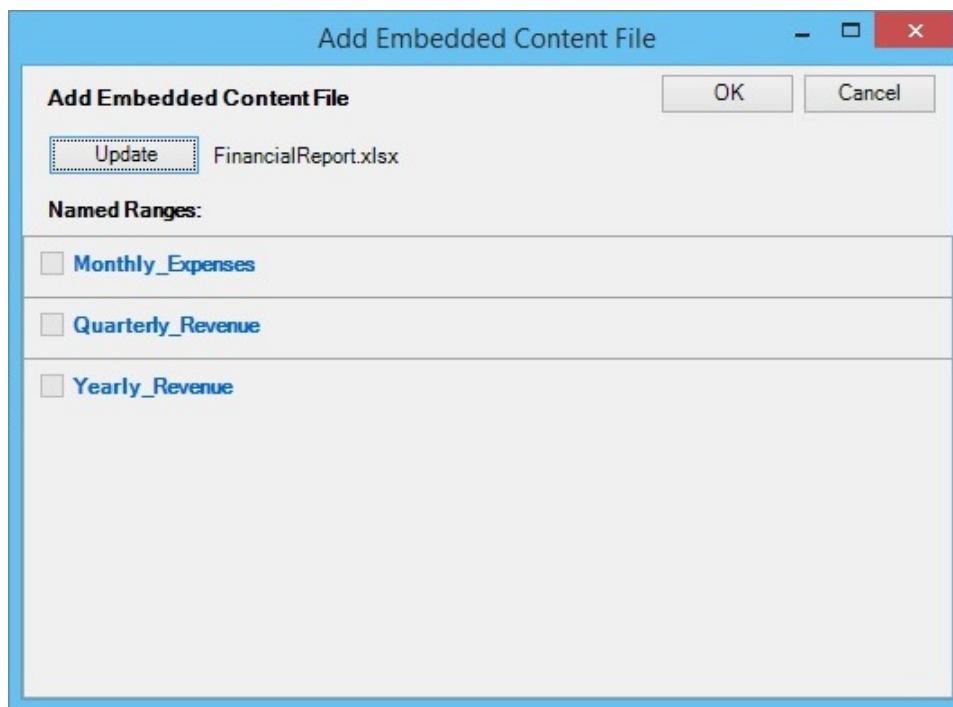 Add Embedded Content File
Add Embedded Content File
OK
Cancel
Update
FinancialReport.xlsx
Named Ranges:
Monthly_Expenses
Quarterly_Revenue
Yearly_Revenue